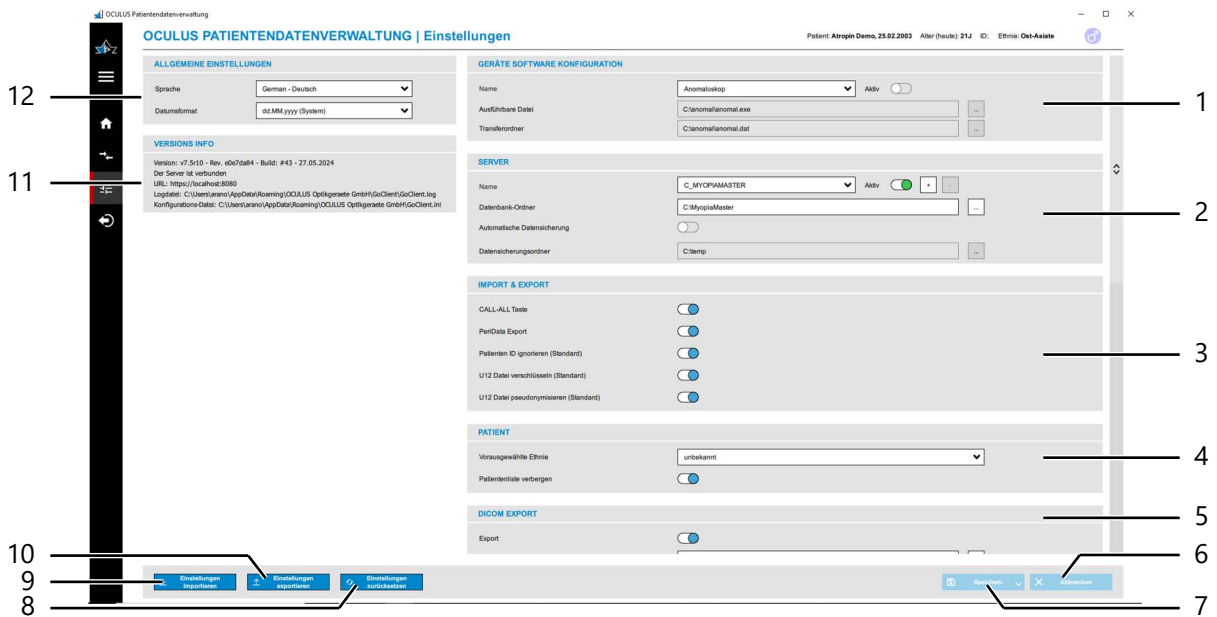 OCULUS Patientendatenverwaltung
OCULUS PATIENTENDATENVERWALTUNG | Einstellungen
Patient: Atropin Demo, 25.02.2003 Alter (heute): 21J ID: Ethnie: Ost-Asiate
ALLGEMEINE EINSTELLUNGEN
Sprache German - Deutsch
Datumsformat dd.MM.yyyy (System)
12
VERSIONS INFO
Version: v7.5r10 - Rev. e0e7da84 - Build: #43 - 27.05.2024
Der Server ist verbunden
URL: https://localhost:8080
Logdatei: C:\Users\arano\AppData\Roaming\OCULUS Optikgeraete GmbH\GoClient\GoClient.log
Konfigurations-Datei: C:\Users\arano\AppData\Roaming\OCULUS Optikgeraete GmbH\GoClient\GoClient.ini
11
GERÄTE SOFTWARE KONFIGURATION
Name Anomaloskop Aktiv
Ausführbare Datei C:\anomal\anomal.exe ...
Transferordner C:\anomal\anomal.dat ...
1
SERVER
Name C_MYOPIAMASTER Aktiv + -
Datenbank-Ordner C:\MyopiaMaster ...
Automatische Datensicherung
Datensicherungsordner C:\temp ...
2
IMPORT & EXPORT
CALL-ALL Taste
PeriData Export
Patienten ID ignorieren (Standard)
U12 Datei verschlüsseln (Standard)
U12 Datei pseudonymisieren (Standard)
3
PATIENT
Vorausgewählte Ethnie unbekannt
Patientenliste verbergen
4
DICOM EXPORT
Export
5
6
10
9
8
Einstellungen importieren
Einstellungen exportieren
Einstellungen zurücksetzen
Speichern
Abbrechen
7